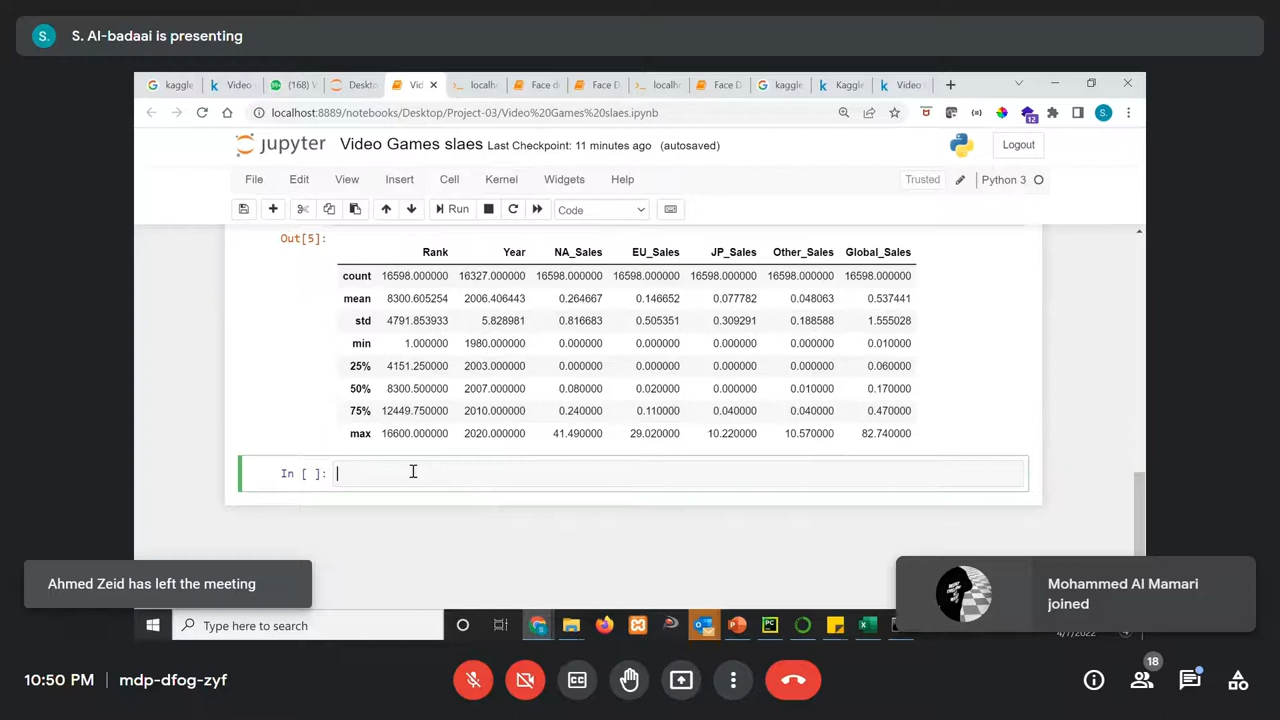 S. S. Al-badaai is presenting
kaggle Video (168) V Deskto Vid localh Face d Face D localh Face D kaggle Kaggl Video
localhost:8889/notebooks/Desktop/Project-03/Video%20Games%20slaes.ipynb
12 S
jupyter Video Games slaes Last Checkpoint: 11 minutes ago (autosaved) Logout
File Edit View Insert Cell Kernel Widgets Help Trusted Python 3
Run Code
Out[5]:
Rank Year NA_Sales EU_Sales JP_Sales Other_Sales Global_Sales
count 16598.000000 16327.000000 16598.000000 16598.000000 16598.000000 16598.000000 16598.000000
mean 8300.605254 2006.406443 0.264667 0.146652 0.077782 0.048063 0.537441
std 4791.853933 5.828981 0.816683 0.505351 0.309291 0.188588 1.555028
min 1.000000 1980.000000 0.000000 0.000000 0.000000 0.000000 0.010000
25% 4151.250000 2003.000000 0.000000 0.000000 0.000000 0.000000 0.060000
50% 8300.500000 2007.000000 0.080000 0.020000 0.000000 0.010000 0.170000
75% 12449.750000 2010.000000 0.240000 0.110000 0.040000 0.040000 0.470000
max 16600.000000 2020.000000 41.490000 29.020000 10.220000 10.570000 82.740000
In [ ]:
Ahmed Zeid has left the meeting
Mohammed Al Mamari
joined
Type here to search
4/7/2022
10:50 PM mdp-dfog-zyf
18